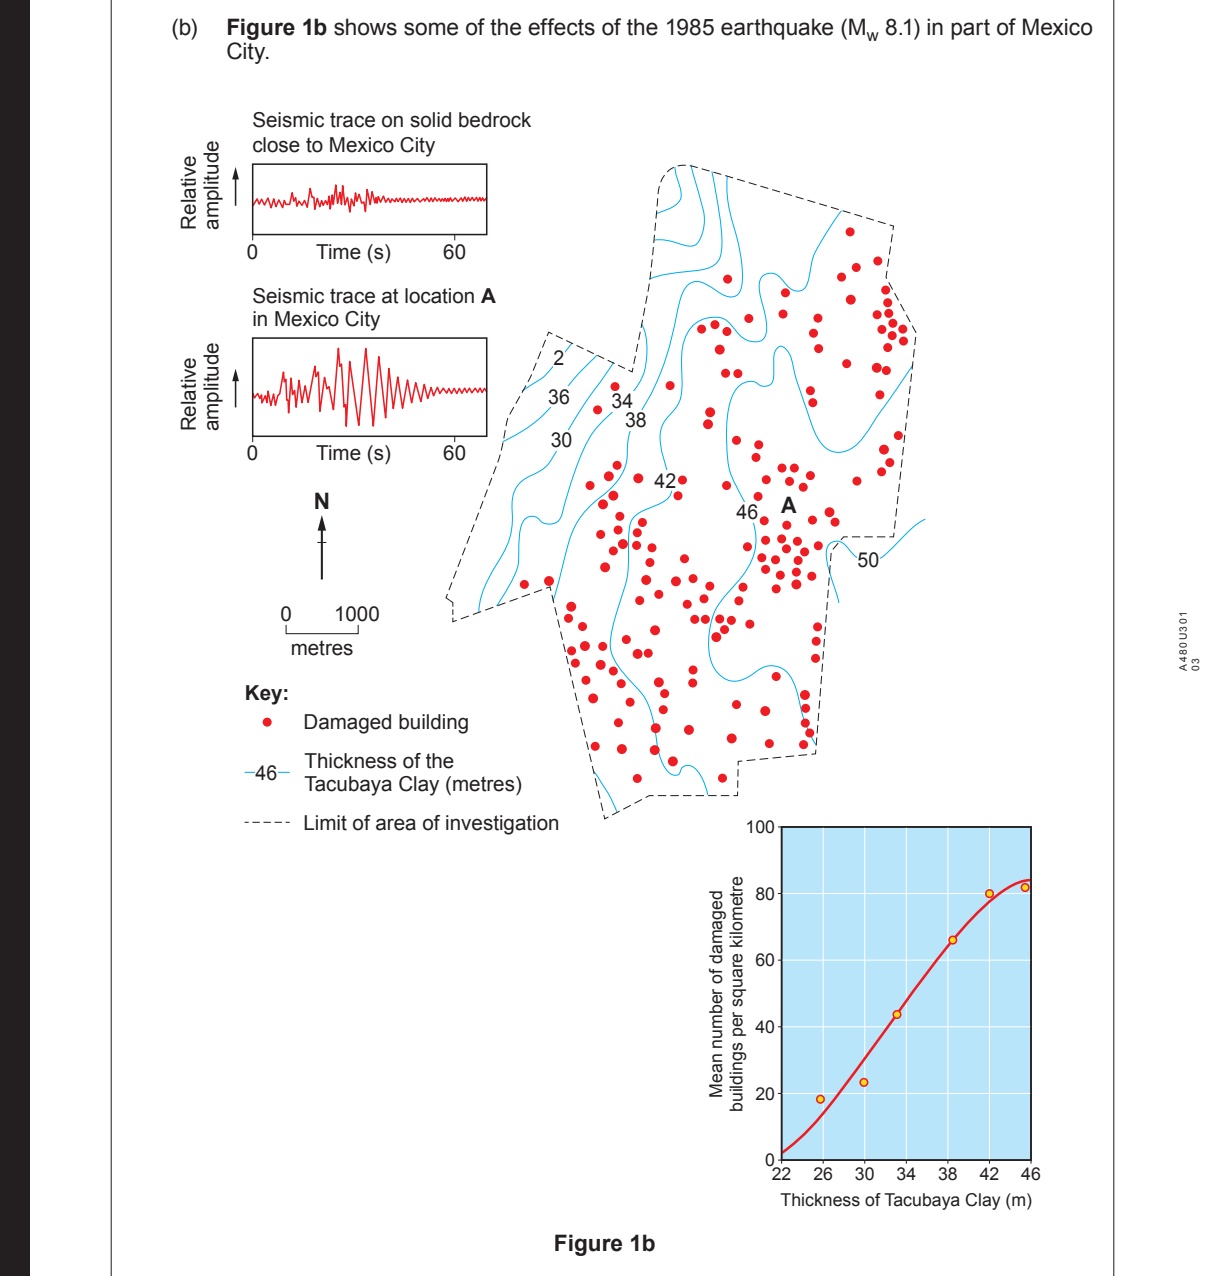 (b) Figure 1b shows some of the effects of the 1985 earthquake (Mw 8.1) in part of Mexico
City.
Seismic trace on solid bedrock
close to Mexico City
Relative
amplitude
0 Time (s) 60
Seismic trace at location A
in Mexico City
Relative
amplitude
0 Time (s) 60
N
0 1000
metres
2
36
30
34
38
42
46
A
50
Key:
Damaged building
46 Thickness of the
Tacubaya Clay (metres)
Limit of area of investigation
Mean number of damaged
buildings per square kilometre
100
80
60
40
20
0
22 26 30 34 38 42 46
Thickness of Tacubaya Clay (m)
Figure 1b
A480U301
03